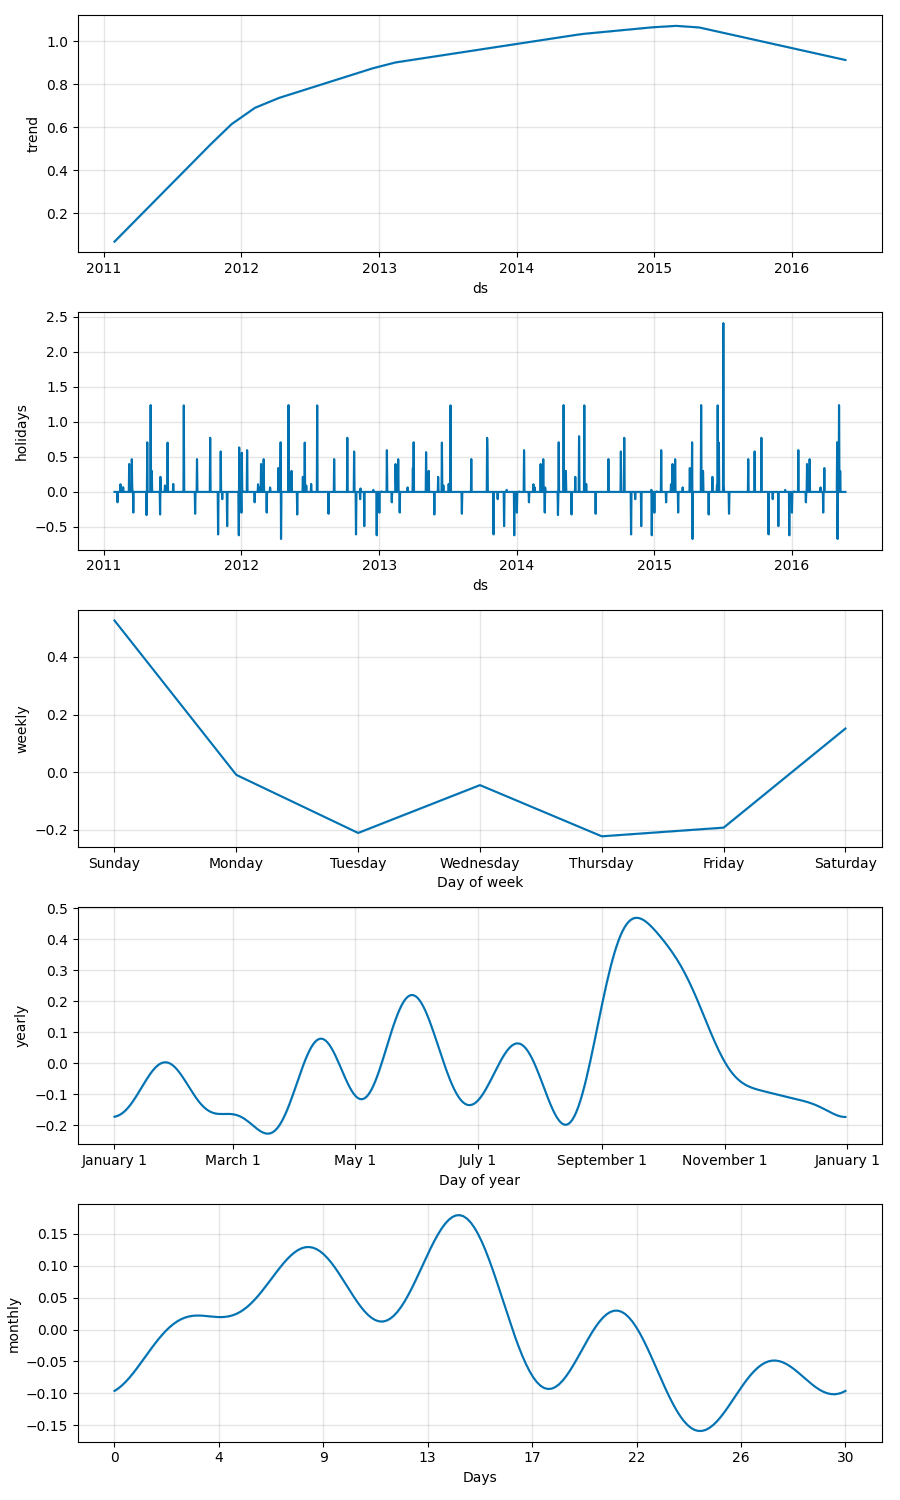 1.0
0.8
0.6
0.4
0.2
trend
2011 2012 2013 2014 2015 2016
ds
2.5
2.0
1.5
1.0
0.5
0.0
−0.5
holidays
2011 2012 2013 2014 2015 2016
ds
0.4
0.2
0.0
−0.2
weekly
Sunday Monday Tuesday Wednesday Thursday Friday Saturday
Day of week
0.5
0.4
0.3
0.2
0.1
0.0
−0.1
−0.2
yearly
January 1 March 1 May 1 July 1 September 1 November 1 January 1
Day of year
0.15
0.10
0.05
0.00
−0.05
−0.10
−0.15
monthly
0 4 9 13 17 22 26 30
Days